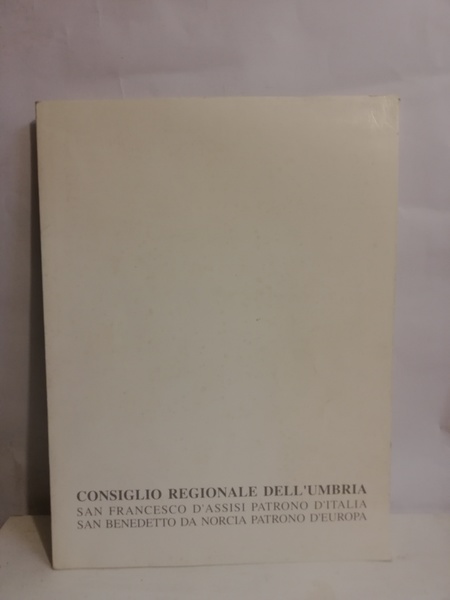 CONSIGLIO REGIONALE DELL'UMBRIA
SAN FRANCESCO D'ASSISI PATRONO D'ITALIA
SAN BENEDETTO DA NORCIA PATRONO D'EUROPA